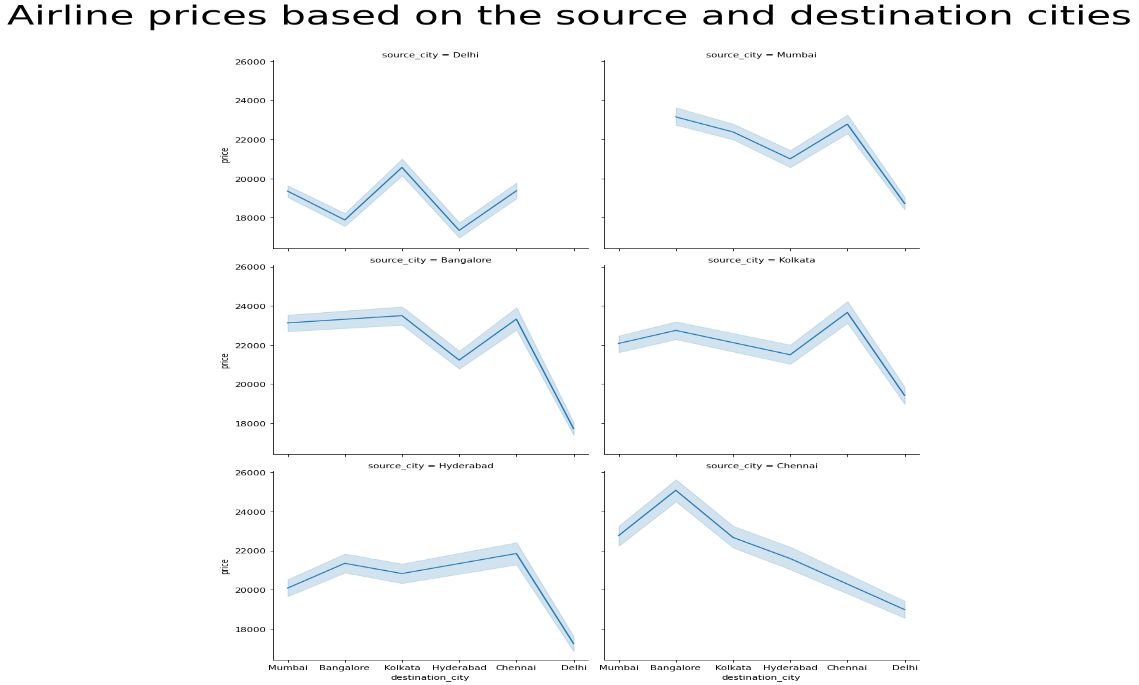 Airline prices based on the source and destination cities
source_city = Delhi
source_city = Mumbai
26000
24000
22000
20000
18000
price
source_city = Bangalore
source_city = Kolkata
26000
24000
22000
20000
18000
price
source_city = Hyderabad
source_city = Chennai
26000
24000
22000
20000
18000
price
Mumbai Bangalore Kolkata Hyderabad Chennai Delhi
destination_city
Mumbai Bangalore Kolkata Hyderabad Chennai Delhi
destination_city